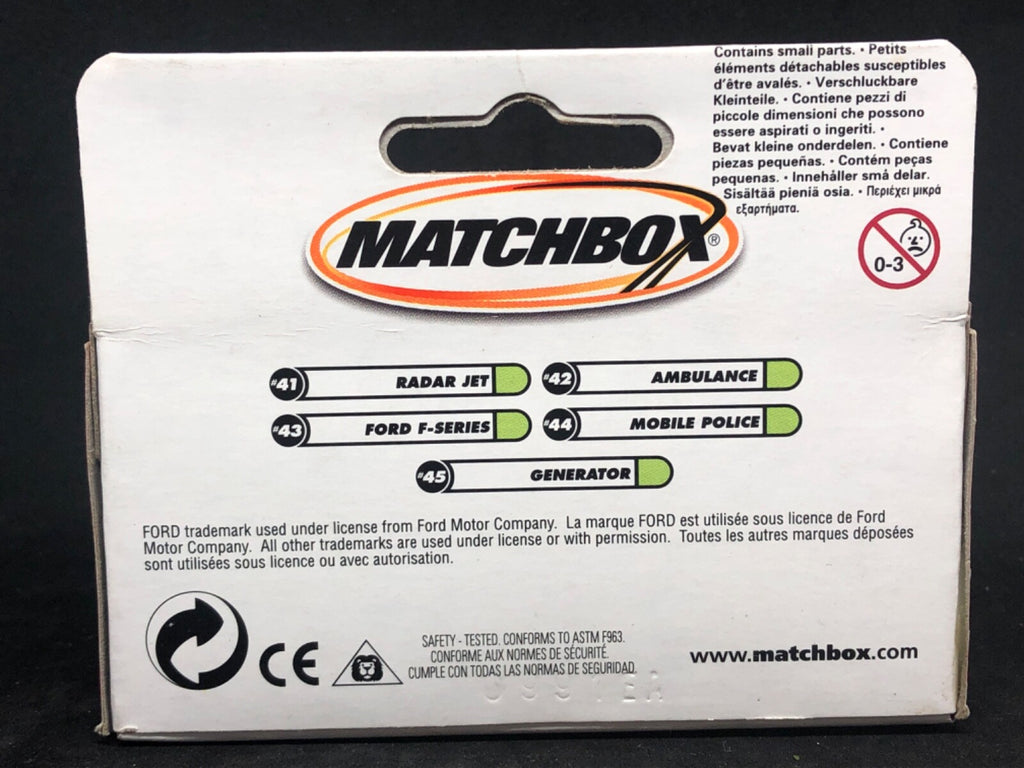 Contains small parts. • Petits
éléments détachables susceptibles
d'être avalés. • Verschluckbare
Kleinteile. • Contiene pezzi di
piccole dimensioni che possono
essere aspirati o ingeriti. •
Bevat kleine onderdelen. • Contiene
piezas pequeñas. • Contém peças
pequenas. • Innehåller små delar.
Sisältää pieniä osia. • Περιέχει μικρά
εξαρτήματα.
MATCHBOX®
0-3
#41 RADAR JET
#42 AMBULANCE
#43 FORD F-SERIES
#44 MOBILE POLICE
#45 GENERATOR
FORD trademark used under license from Ford Motor Company. La marque FORD est utilisée sous licence de Ford
Motor Company. All other trademarks are used under license or with permission. Toutes les autres marques déposées
sont utilisées sous licence ou avec autorisation.
CE
SAFETY - TESTED. CONFORMS TO ASTM F963.
CONFORME AUX NORMES DE SÉCURITÉ.
CUMPLE CON TODAS LAS NORMAS DE SEGURIDAD.
www.matchbox.com